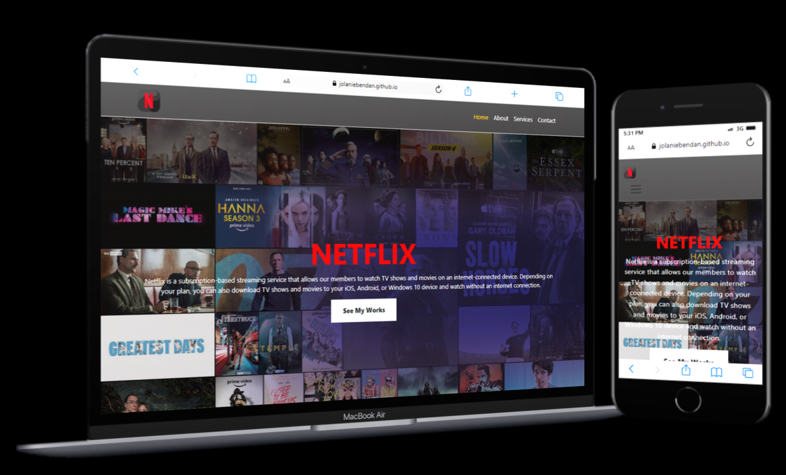 AA
jolaniebendan.github.io
N
Home About Services Contact
TEN PERCENT
SEASON 4
THE
ESSEX
SERPENT
MAGIC MIKE'S
LAST DANCE
HANNA
SEASON 3
prime video
GARY OLDMAN
SLOW
HORSES
NETFLIX
Netflix is a subscription-based streaming service that allows our members to watch TV shows and movies on an internet-connected device. Depending on
your plan, you can also download TV shows and movies to your iOS, Android, or Windows 10 device and watch without an internet connection.
See My Works
GREATEST DAYS
TEMPLE
prime video
MacBook Air
5:31 PM
3G
AA
jolaniebendan.github.io
N
NETFLIX
Netflix is a subscription-based streaming
service that allows our members to watch
TV shows and movies on an internet-
connected device. Depending on your
plan, you can also download TV shows
and movies to your iOS, Android, or
Windows 10 device and watch without an
internet connection.
GREATEST DAYS
See My Works